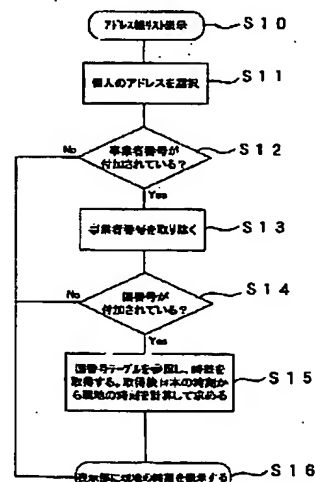 アドレス帳リスト表示
S10
個人のアドレスを選択
S11
事業者番号が
付加されている?
S12
No
Yes
事業者番号を取り除く
S13
国番号が
付加されている?
S14
No
Yes
国番号テーブルを参照し、時差を
取得する。取得後日本の時刻か
ら現地の時刻を計算して求める
S15
表示部に現地の時刻を表示する
S16